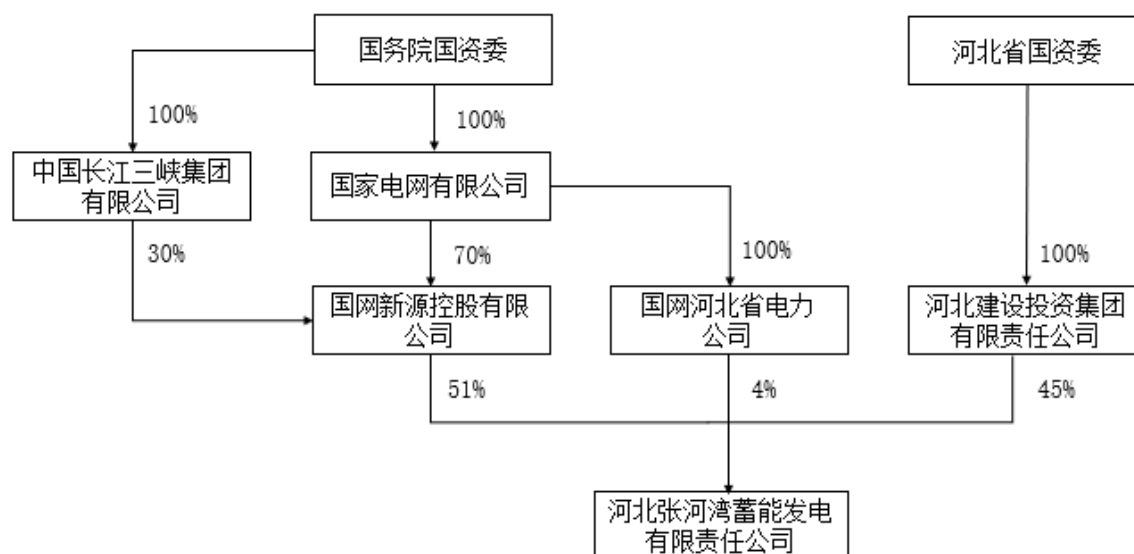 国务院国资委
河北省国资委
100%
100%
中国长江三峡集团
有限公司
国家电网有限公司
30%
70%
100%
100%
国网新源控股有限
公司
国网河北省电力
公司
河北建设投资集团
有限责任公司
51%
4%
45%
河北张河湾蓄能发电
有限责任公司